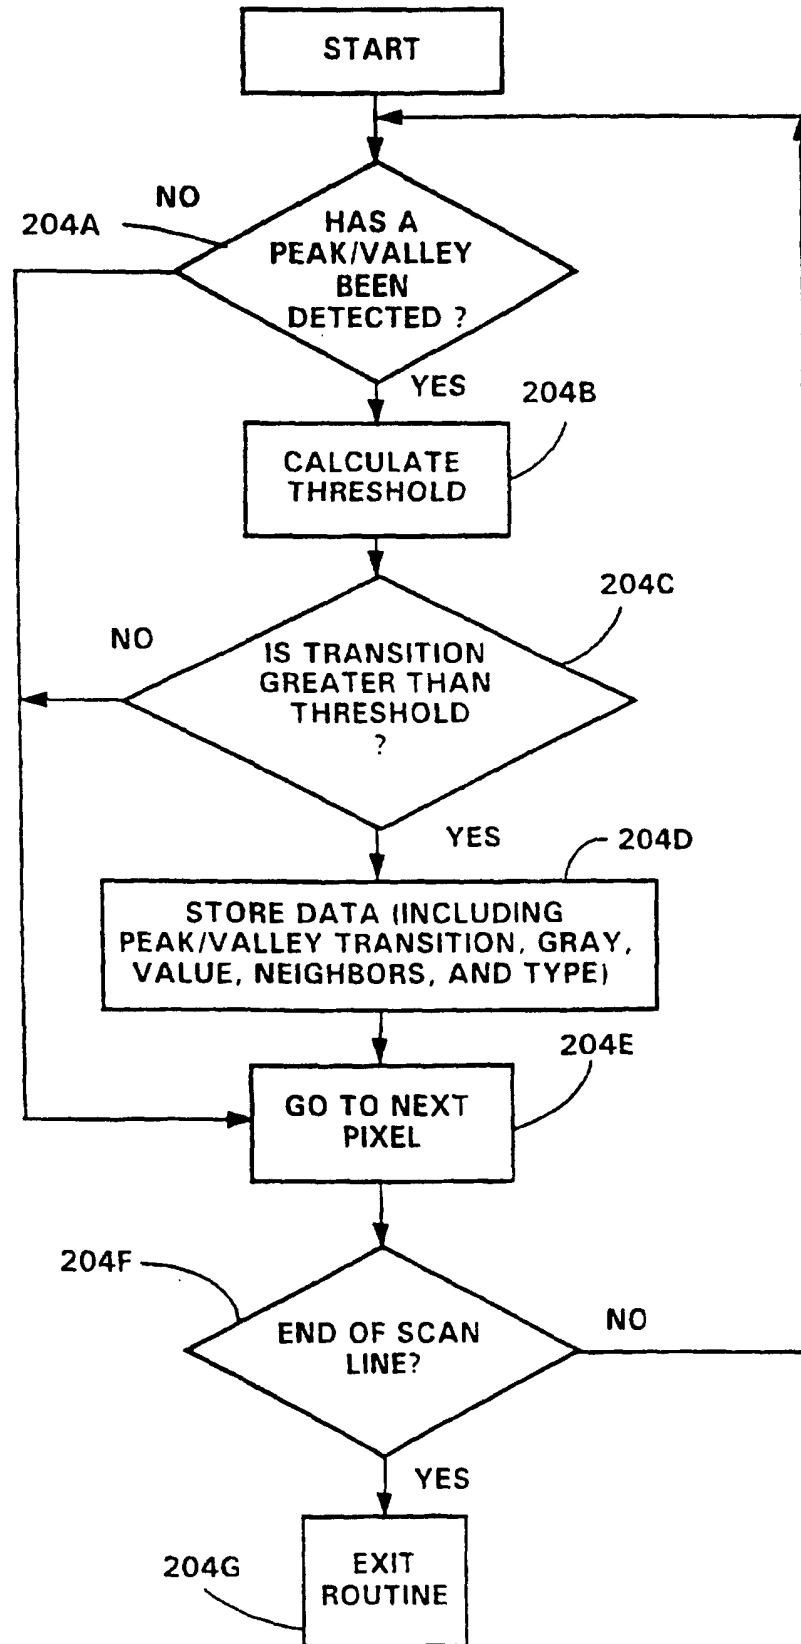 START
NO
204A
HAS A
PEAK/VALLEY
BEEN
DETECTED ?
YES
204B
CALCULATE
THRESHOLD
204C
NO
IS TRANSITION
GREATER THAN
THRESHOLD
?
YES
204D
STORE DATA (INCLUDING
PEAK/VALLEY TRANSITION, GRAY,
VALUE, NEIGHBORS, AND TYPE)
204E
GO TO NEXT
PIXEL
204F
END OF SCAN
LINE?
NO
YES
204G
EXIT
ROUTINE